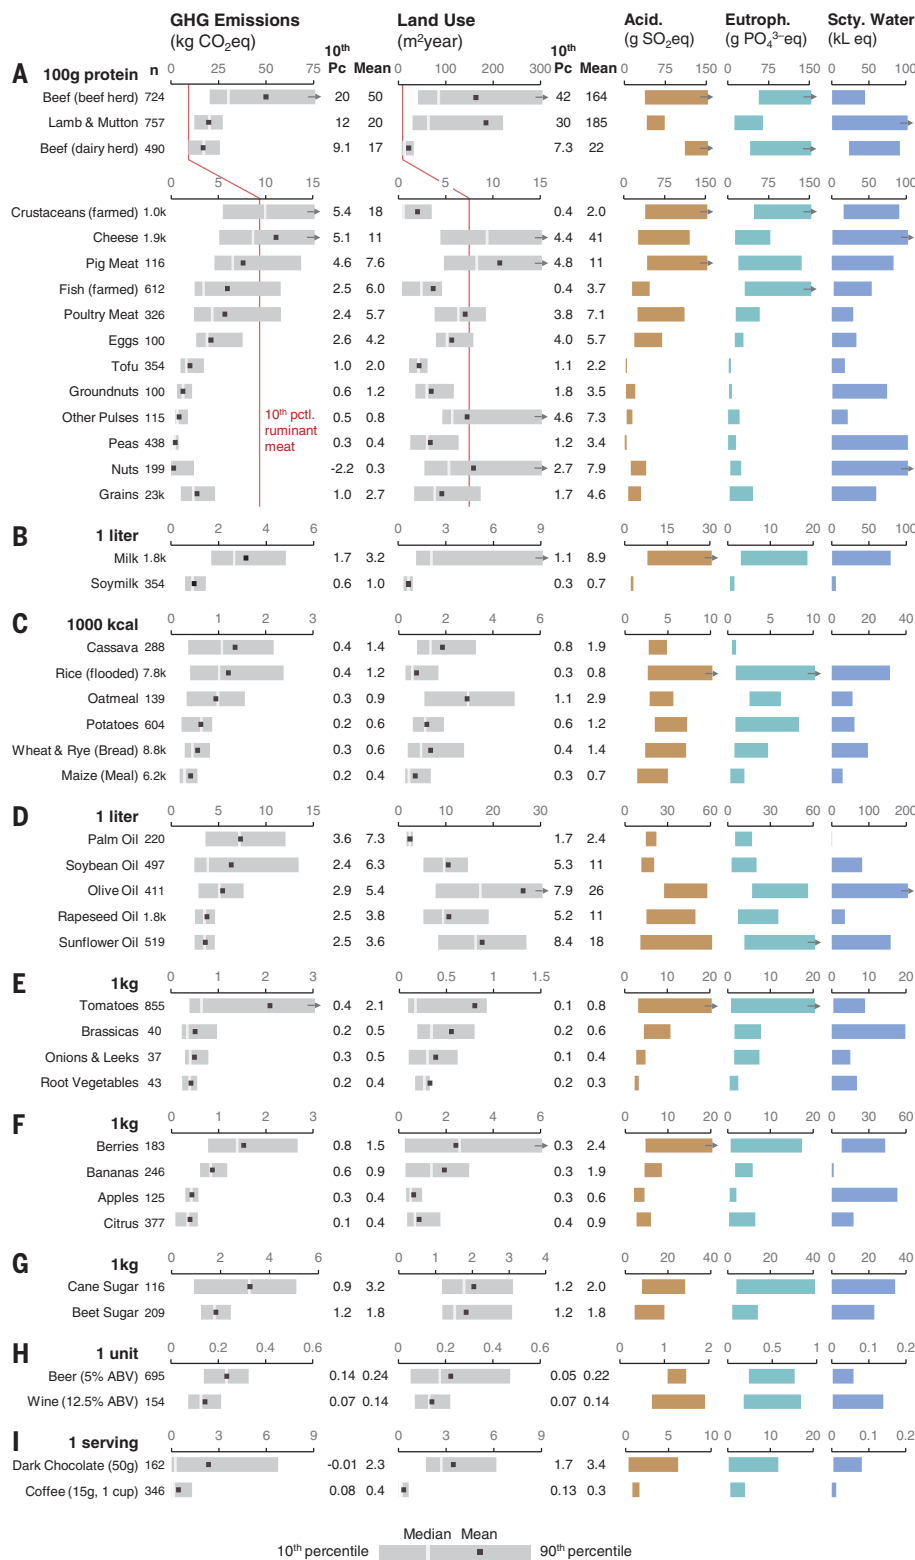 GHG Emissions Land Use Acid. Eutroph. Scty. Water
(kg CO₂eq) 10th (m²year) 10th (g SO₂eq) (g PO₄³⁻eq) (kL eq)
A 100g protein n 0 25 50 75 Pc Mean 0 100 200 300 Pc Mean 0 75 150 0 75 150 0 50 100
Beef (beef herd) 724 20 50 42 164
Lamb & Mutton 757 12 20 30 185
Beef (dairy herd) 490 9.1 17 7.3 22
0 5 10 15 0 5 10 15 0 75 150 0 75 150 0 50 100
Crustaceans (farmed) 1.0k 5.4 18 0.4 2.0
Cheese 1.9k 5.1 11 4.4 41
Pig Meat 116 4.6 7.6 4.8 11
Fish (farmed) 612 2.5 6.0 0.4 3.7
Poultry Meat 326 2.4 5.7 3.8 7.1
Eggs 100 2.6 4.2 4.0 5.7
Tofu 354 1.0 2.0 1.1 2.2
Groundnuts 100 0.6 1.2 1.8 3.5
Other Pulses 115 10th pctl. 0.5 0.8 4.6 7.3
ruminant
Peas 438 meat 0.3 0.4 1.2 3.4
Nuts 199 -2.2 0.3 2.7 7.9
Grains 23k 1.0 2.7 1.7 4.6
B 1 liter 0 2 4 6 0 3 6 9 0 15 30 0 10 20 0 50 100
Milk 1.8k 1.7 3.2 1.1 8.9
Soymilk 354 0.6 1.0 0.3 0.7
C 1000 kcal 0 1 2 3 0 2 4 6 0 5 10 0 5 10 0 20 40
Cassava 288 0.4 1.4 0.8 1.9
Rice (flooded) 7.8k 0.4 1.2 0.3 0.8
Oatmeal 139 0.3 0.9 1.1 2.9
Potatoes 604 0.2 0.6 0.6 1.2
Wheat & Rye (Bread) 8.8k 0.3 0.6 0.4 1.4
Maize (Meal) 6.2k 0.2 0.4 0.3 0.7
D 1 liter 0 5 10 15 0 10 20 30 0 30 60 0 30 60 0 100 200
Palm Oil 220 3.6 7.3 1.7 2.4
Soybean Oil 497 2.4 6.3 5.3 11
Olive Oil 411 2.9 5.4 7.9 26
Rapeseed Oil 1.8k 2.5 3.8 5.2 11
Sunflower Oil 519 2.5 3.6 8.4 18
E 1kg 0 1 2 3 0 0.5 1 1.5 0 10 20 0 10 20 0 10 20
Tomatoes 855 0.4 2.1 0.1 0.8
Brassicas 40 0.2 0.5 0.2 0.6
Onions & Leeks 37 0.3 0.5 0.1 0.4
Root Vegetables 43 0.2 0.4 0.2 0.3
F 1kg 0 1 2 3 0 2 4 6 0 10 20 0 10 20 0 30 60
Berries 183 0.8 1.5 0.3 2.4
Bananas 246 0.6 0.9 0.3 1.9
Apples 125 0.3 0.4 0.3 0.6
Citrus 377 0.1 0.4 0.4 0.9
G 1kg 0 2 4 6 0 1 2 3 4 0 20 40 0 20 40 0 20 40
Cane Sugar 116 0.9 3.2 1.2 2.0
Beet Sugar 209 1.2 1.8 1.2 1.8
H 1 unit 0 0.2 0.4 0.6 0 0.2 0.4 0.6 0 1 2 0 0.5 1 0 0.1 0.2
Beer (5% ABV) 695 0.14 0.24 0.05 0.22
Wine (12.5% ABV) 154 0.07 0.14 0.07 0.14
I 1 serving 0 3 6 9 0 3 6 9 0 5 10 0 5 10 0 0.1 0.2
Dark Chocolate (50g) 162 -0.01 2.3 1.7 3.4
Coffee (15g, 1 cup) 346 0.08 0.4 0.13 0.3
Median Mean
10th percentile 90th percentile